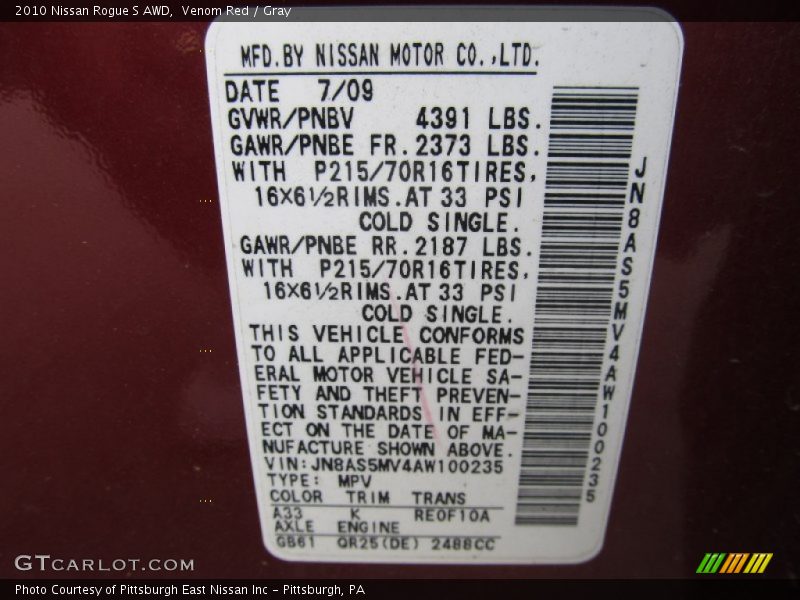 2010 Nissan Rogue S AWD,  Venom Red / Gray
MFD.BY NISSAN MOTOR CO.,LTD.
DATE 7/09
GVWR/PNBV 4391 LBS.
GAWR/PNBE FR. 2373 LBS.
WITH P215/70R16TIRES,
16X6½RIMS.AT 33 PSI
COLD SINGLE.
GAWR/PNBE RR. 2187 LBS.
WITH P215/70R16TIRES,
16X6½RIMS.AT 33 PSI
COLD SINGLE.
THIS VEHICLE CONFORMS
TO ALL APPLICABLE FED-
ERAL MOTOR VEHICLE SA-
FETY AND THEFT PREVEN-
TION STANDARDS IN EFF-
ECT ON THE DATE OF MA-
NUFACTURE SHOWN ABOVE.
VIN:JN8AS5MV4AW100235
TYPE: MPV
COLOR TRIM TRANS
A33 K RE0F10A
AXLE ENGINE
GB61 QR25(DE) 2488CC
JN8AS5MV4AW100235
GTCARLOT.COM
Photo Courtesy of Pittsburgh East Nissan Inc - Pittsburgh, PA